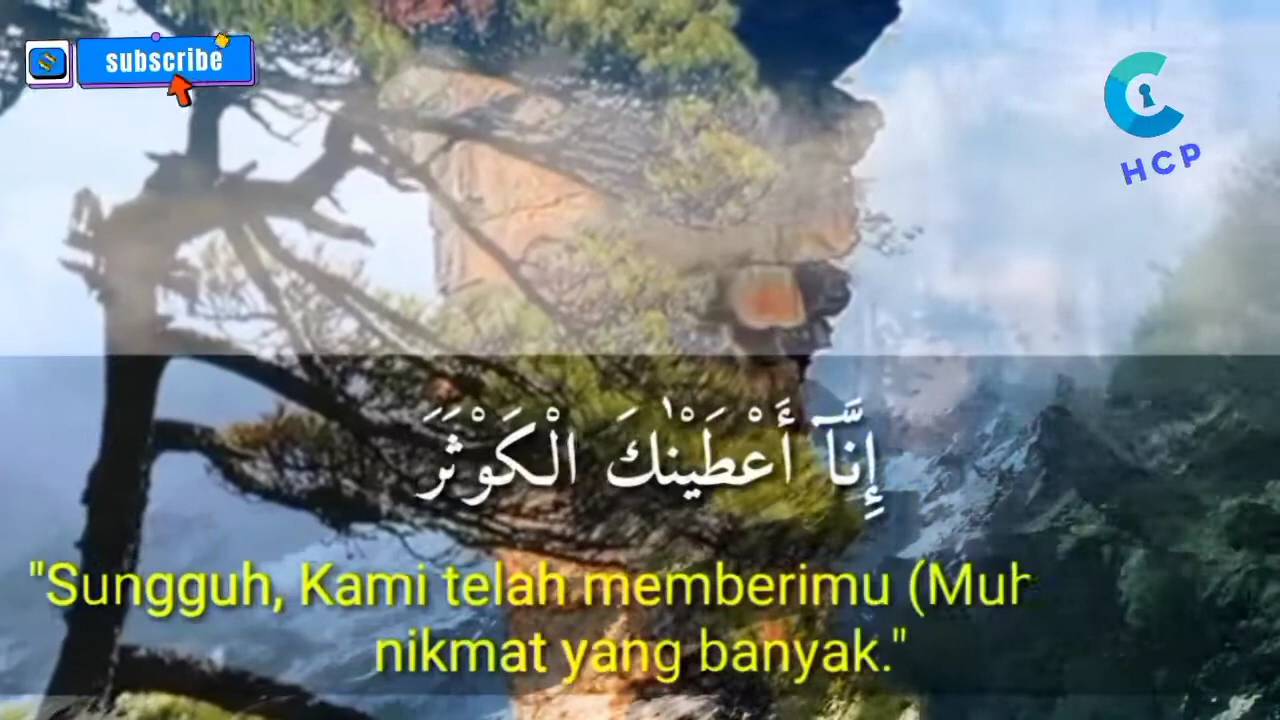 subscribe
HCP
إِنَّآ أَعْطَيْنٰكَ الْكَوْثَرَ
"Sungguh, Kami telah memberimu (Muh
nikmat yang banyak."